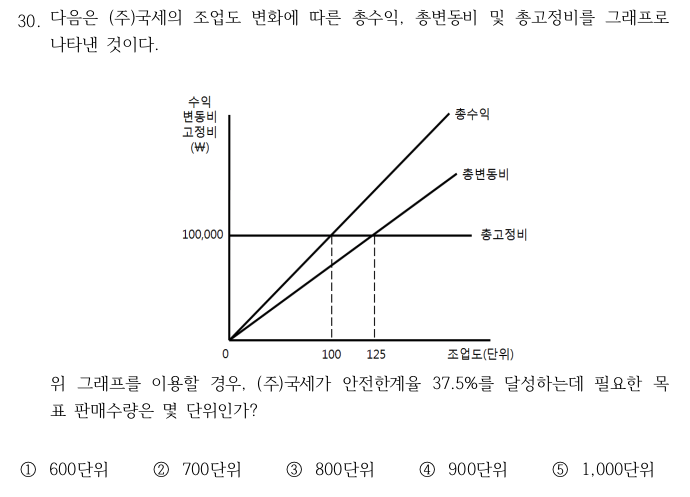 30. 다음은 (주)국세의 조업도 변화에 따른 총수익, 총변동비 및 총고정비를 그래프로
나타낸 것이다.
수익
변동비
고정비
(₩)
총수익
총변동비
100,000
총고정비
0
100
125
조업도(단위)
위 그래프를 이용할 경우, (주)국세가 안전한계율 37.5%를 달성하는데 필요한 목
표 판매수량은 몇 단위인가?
① 600단위 ② 700단위 ③ 800단위 ④ 900단위 ⑤ 1,000단위